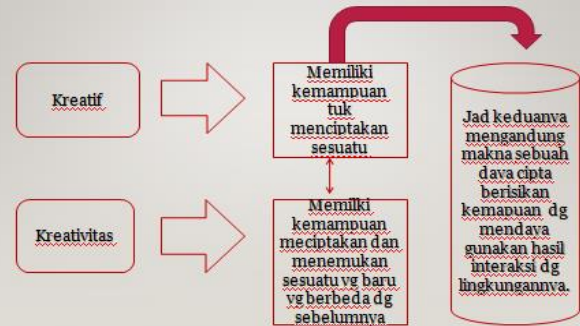 Kreatif
Memiliki
kemampuan
tuk
menciptakan
sesuatu
Kreativitas
Memilki
kemampuan
meciptakan dan
menemukan
sesuatu yg baru
yg berbeda dg
sebelumnya
Jad keduanya
mengandung
makna sebuah
daya cipta
berisikan
kemapuan dg
mendaya
gunakan hasil
interaksi dg
lingkungannya.